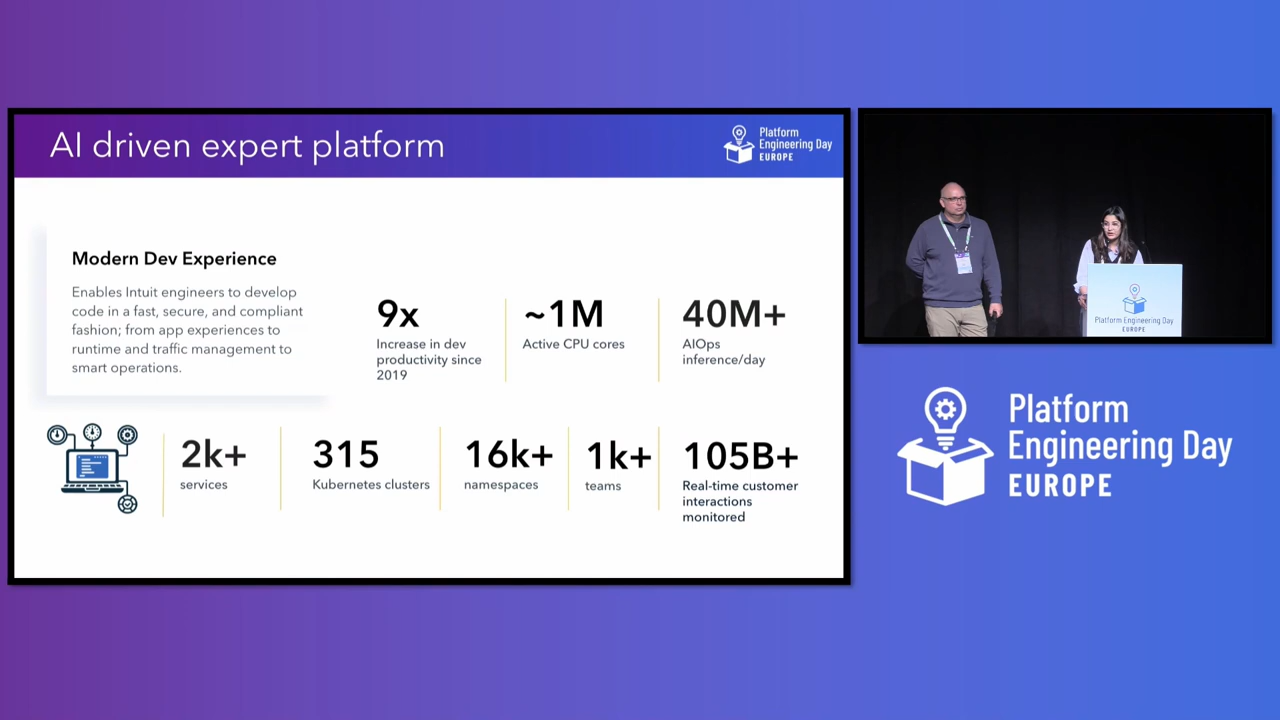 AI driven expert platform
Platform
Engineering Day
EUROPE
Modern Dev Experience
Enables Intuit engineers to develop
code in a fast, secure, and compliant
fashion; from app experiences to
runtime and traffic management to
smart operations.
9x
Increase in dev
productivity since
2019
~1M
Active CPU cores
40M+
AIOps
inference/day
2k+
services
315
Kubernetes clusters
16k+
namespaces
1k+
teams
105B+
Real-time customer
interactions
monitored
Platform Engineering Day
EUROPE
Platform
Engineering Day
EUROPE